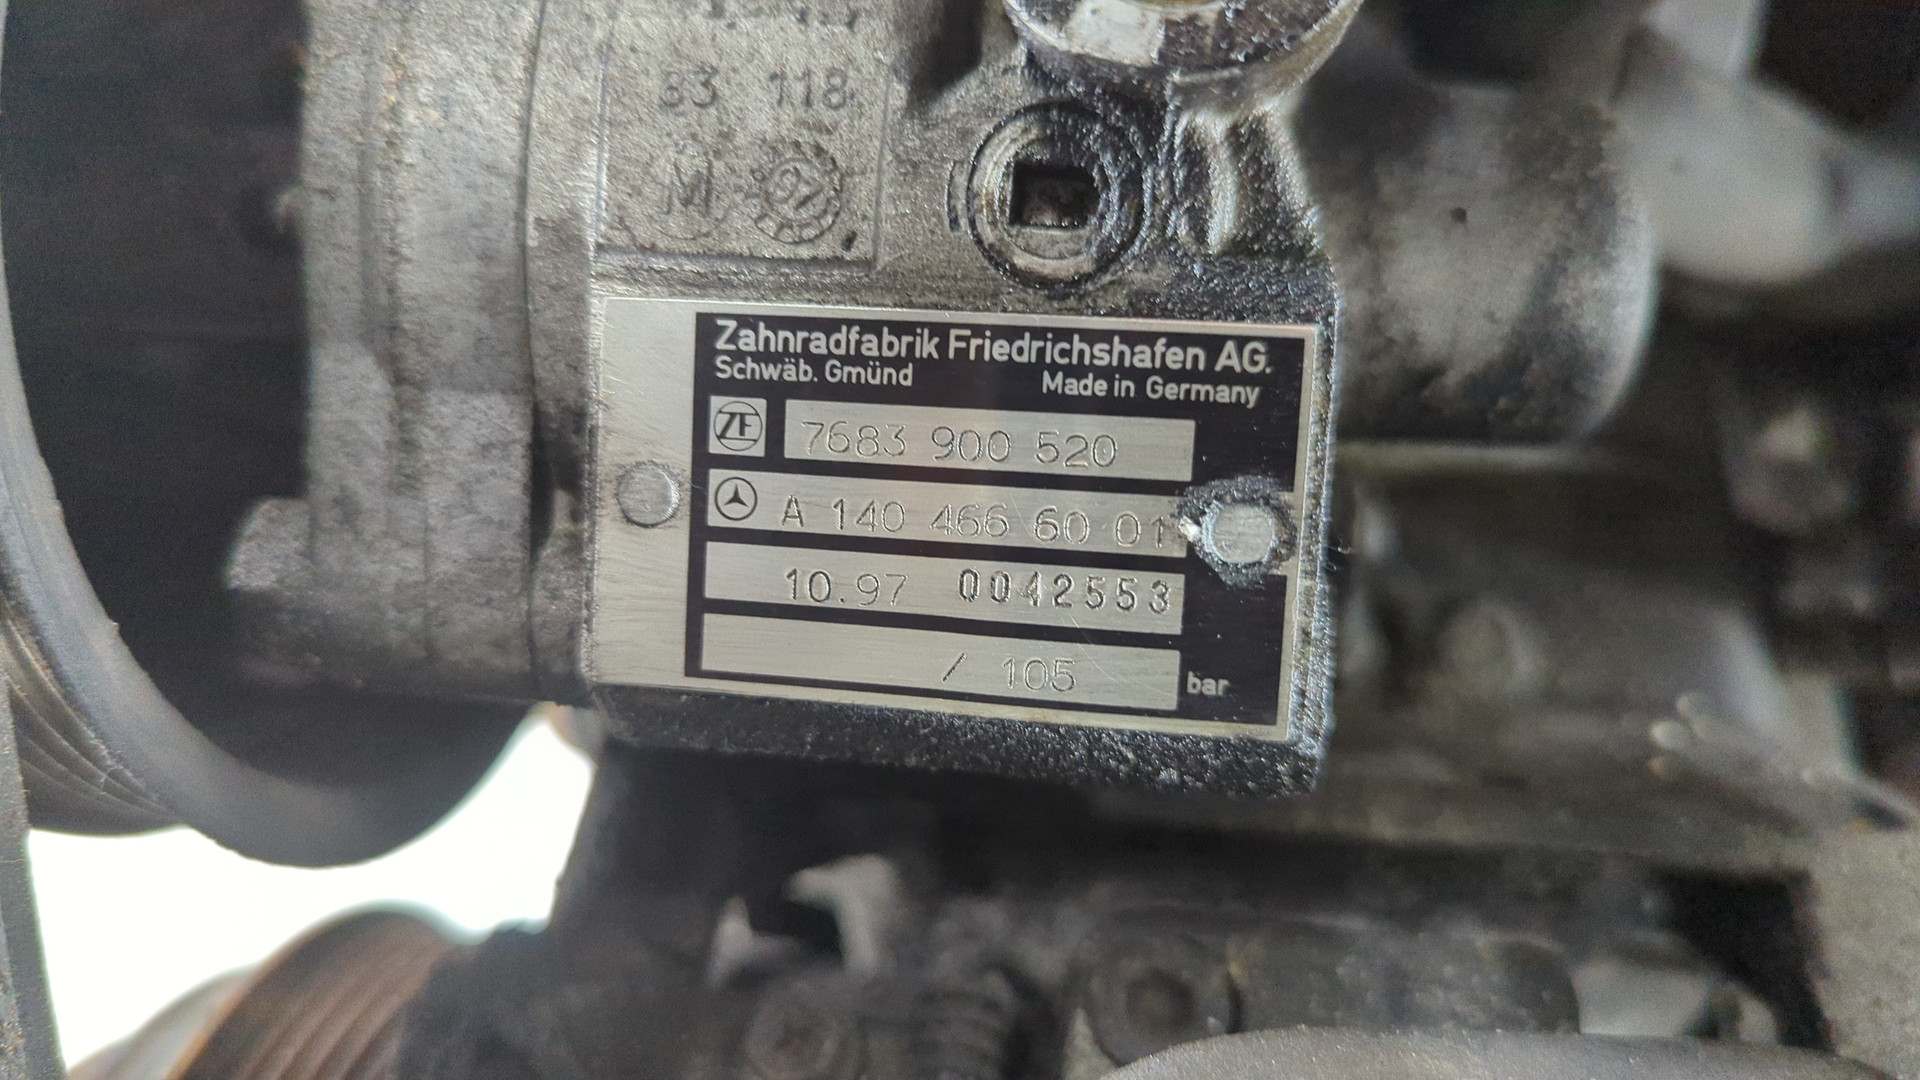 83 118
M 97
Zahnradfabrik Friedrichshafen AG.
Schwäb. Gmünd Made in Germany
ZF 7683 900 520
A 140 466 60 01
10.97 0042553
/ 105 bar